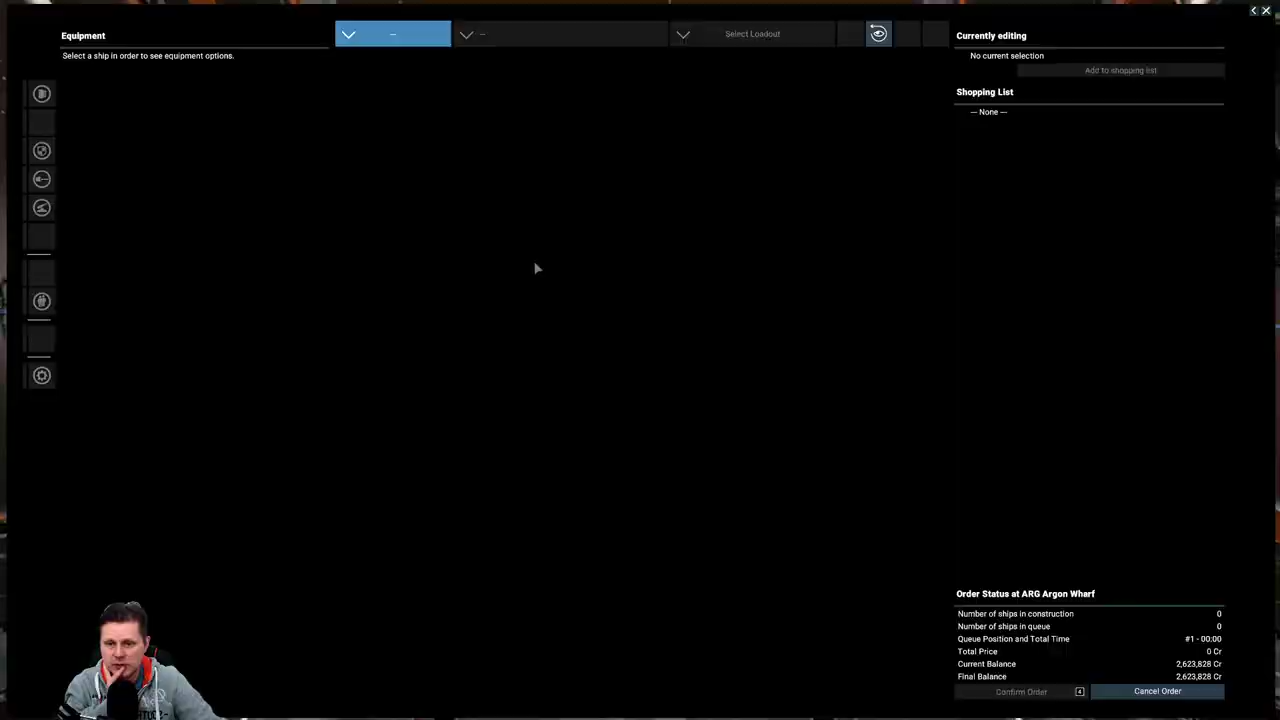 Equipment
Select a ship in order to see equipment options.
–
–
Select Loadout
Currently editing
No current selection
Add to shopping list
Shopping List
— None —
Order Status at ARG Argon Wharf
Number of ships in construction 0
Number of ships in queue 0
Queue Position and Total Time #1 - 00:00
Total Price 0 Cr
Current Balance 2,623,828 Cr
Final Balance 2,623,828 Cr
Confirm Order 4
Cancel Order